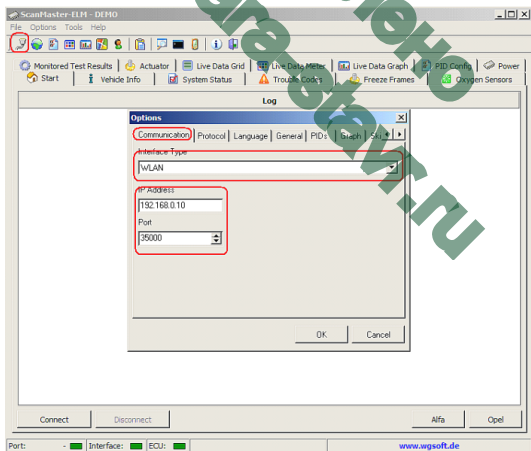 ScanMaster-ELM - DEMO
File Options Tools Help
Monitored Test Results Actuator Live Data Grid Live Data Meter Live Data Graph PID Config Power
Start Vehicle Info System Status Trouble Codes Freeze Frames Oxygen Sensors
Log
Options
Communication Protocol Language General PIDs Graph
Interface Type
WLAN
IP Address
192.168.0.10
Port
35000
OK Cancel
Connect Disconnect Alfa Opel
Port: - Interface: ECU: www.wgsoft.de